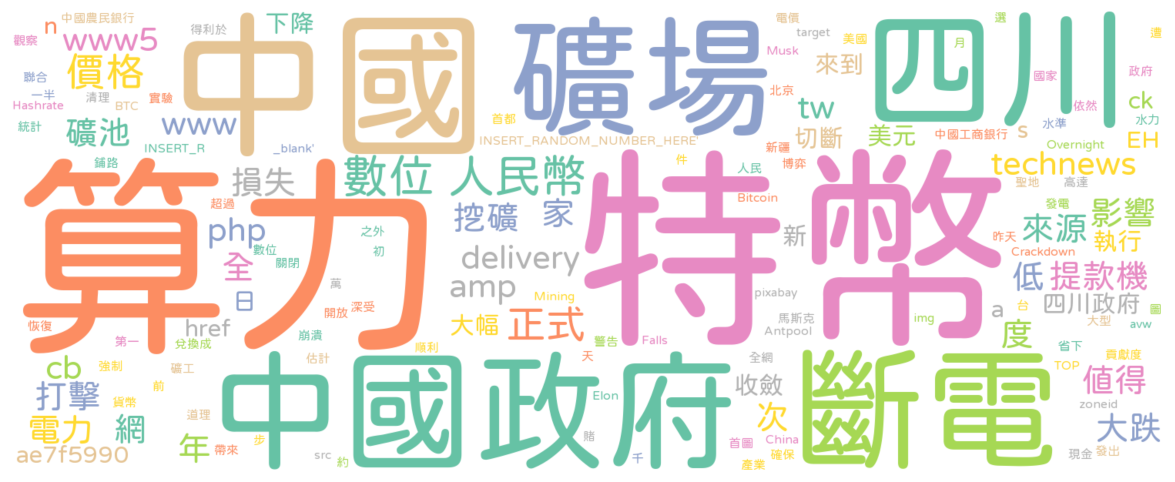 中國農民銀行
得利於
下降
中國
礦場
四川
電價
target
選
遭
n
www5
觀察
價格
聯合
一半
Hashrate
清理
BTC
實驗
統計
礦池
www
INSERT_R
_blank'
首都
INSERT_RANDOM_NUMBER_HERE'
Musk
美國
來到
月
北京
國家
政府
依然
tw
ck
水力
切斷
美元
中國工商銀行
s
水準
EH
Overnight
新疆
博弈
technews
鋪路
算力
損失
數位
人民幣
件
人民
特幣
聖地
高達
超過
php
挖礦
家
Bitcoin
發電
影響
之外
數位
全
初
關閉
delivery
新
昨天
來源
執行
Crackdown
日
萬
amp
Mining
pixabay
低
提款機
開放
深受
a
四川政府
台
圖
恢復
href
大幅
正式
馬斯克
Antpool
img
大型
avw
第一
兌換成
崩潰
度
順利
警告
Falls
省下
cb
強制
估計
中國政府
天
全網
斷電
TOP
貢獻度
礦工
打擊
前
貨幣
Elon
收斂
值得
zoneid
電力
網
道理
次
大跌
年
帶來
步
賭
首圖
China
ae7f5990
src
約
千
產業
確保
現金
發出